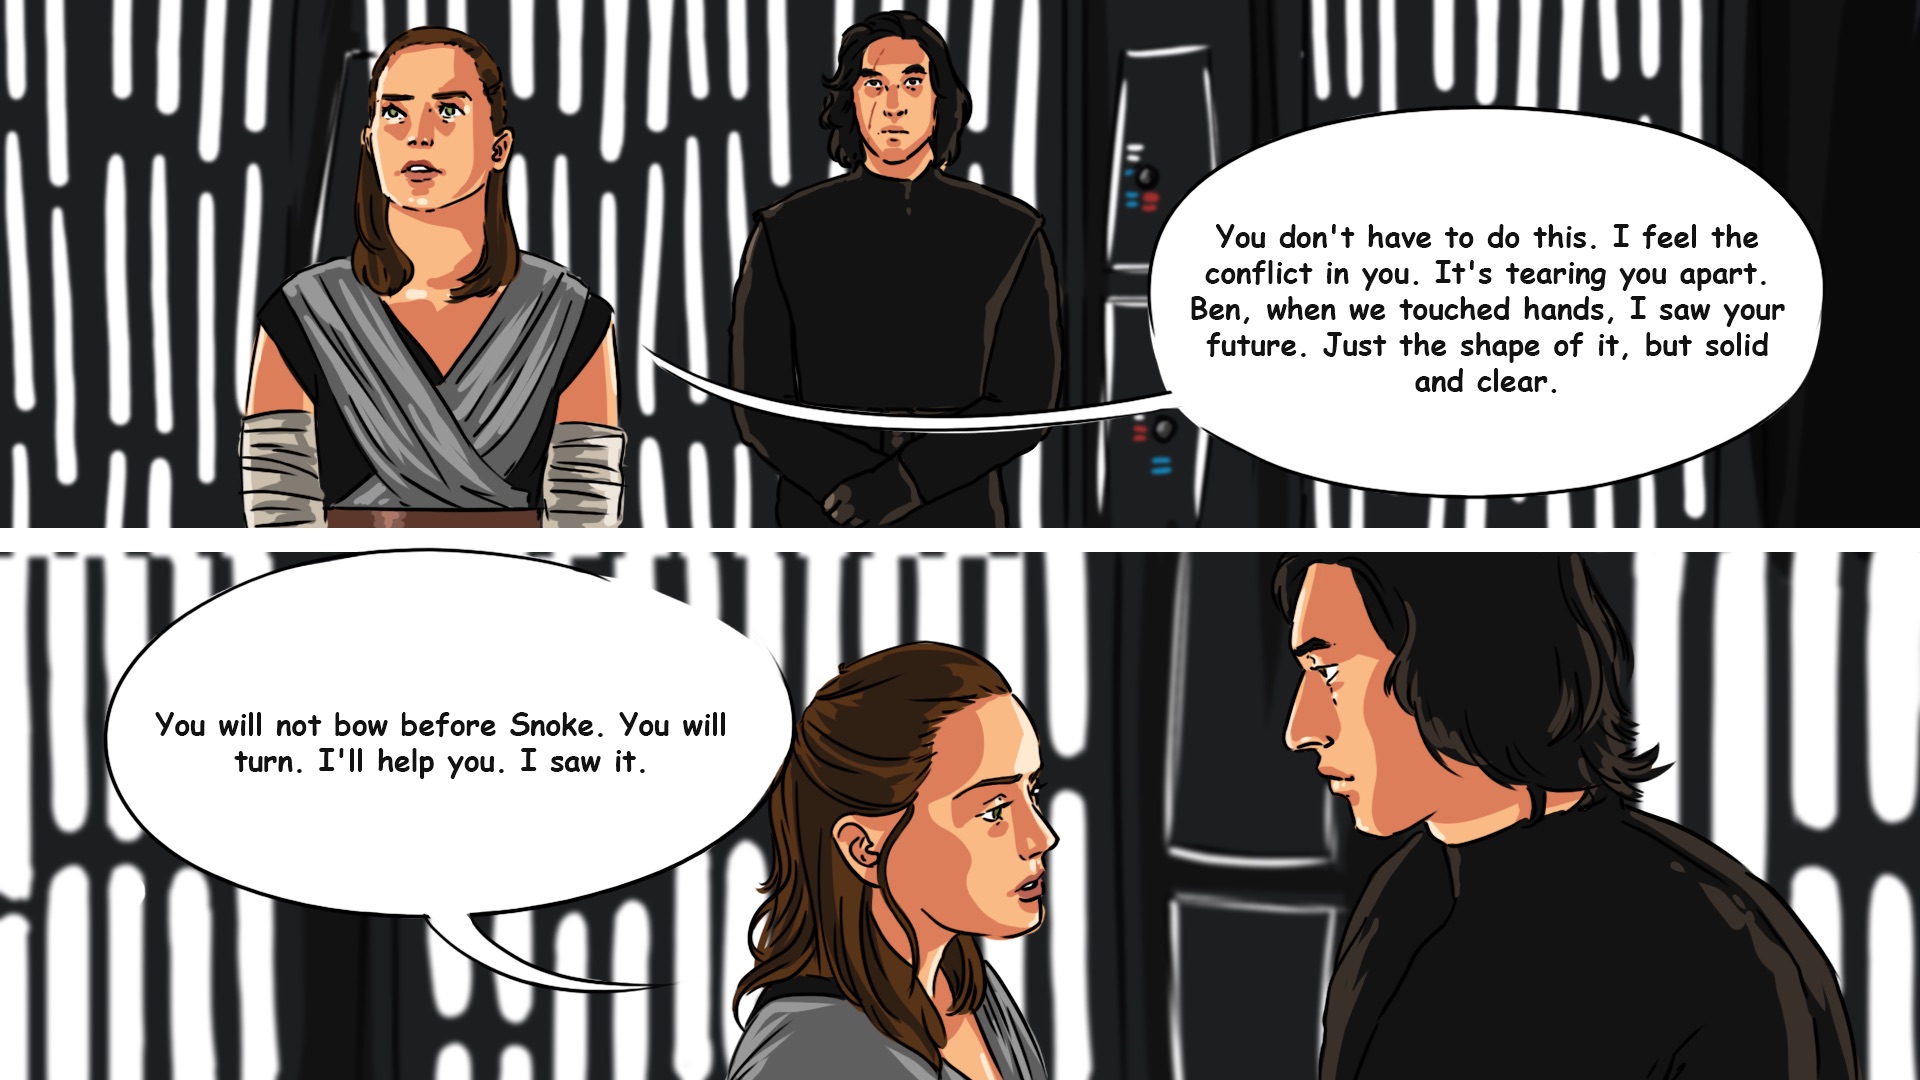 You don't have to do this. I feel the
conflict in you. It's tearing you apart.
Ben, when we touched hands, I saw your
future. Just the shape of it, but solid
and clear.
You will not bow before Snoke. You will
turn. I'll help you. I saw it.